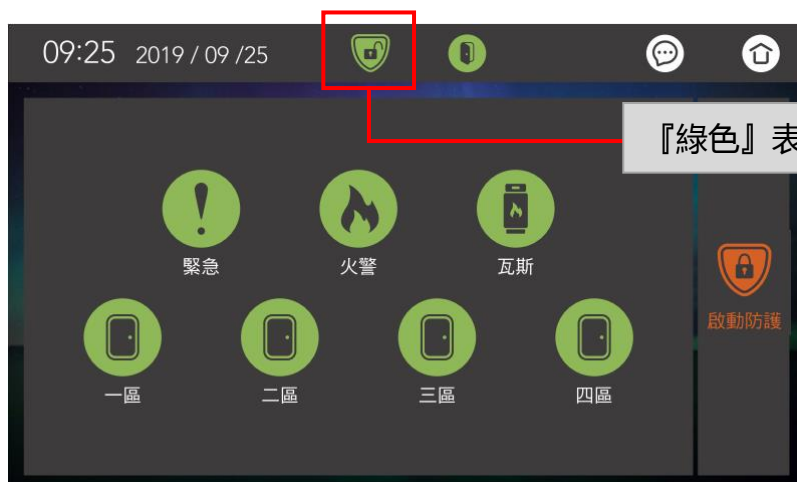 09:25 2019 / 09 /25
『綠色』表
緊急 火警 瓦斯
啟動防護
一區 二區 三區 四區